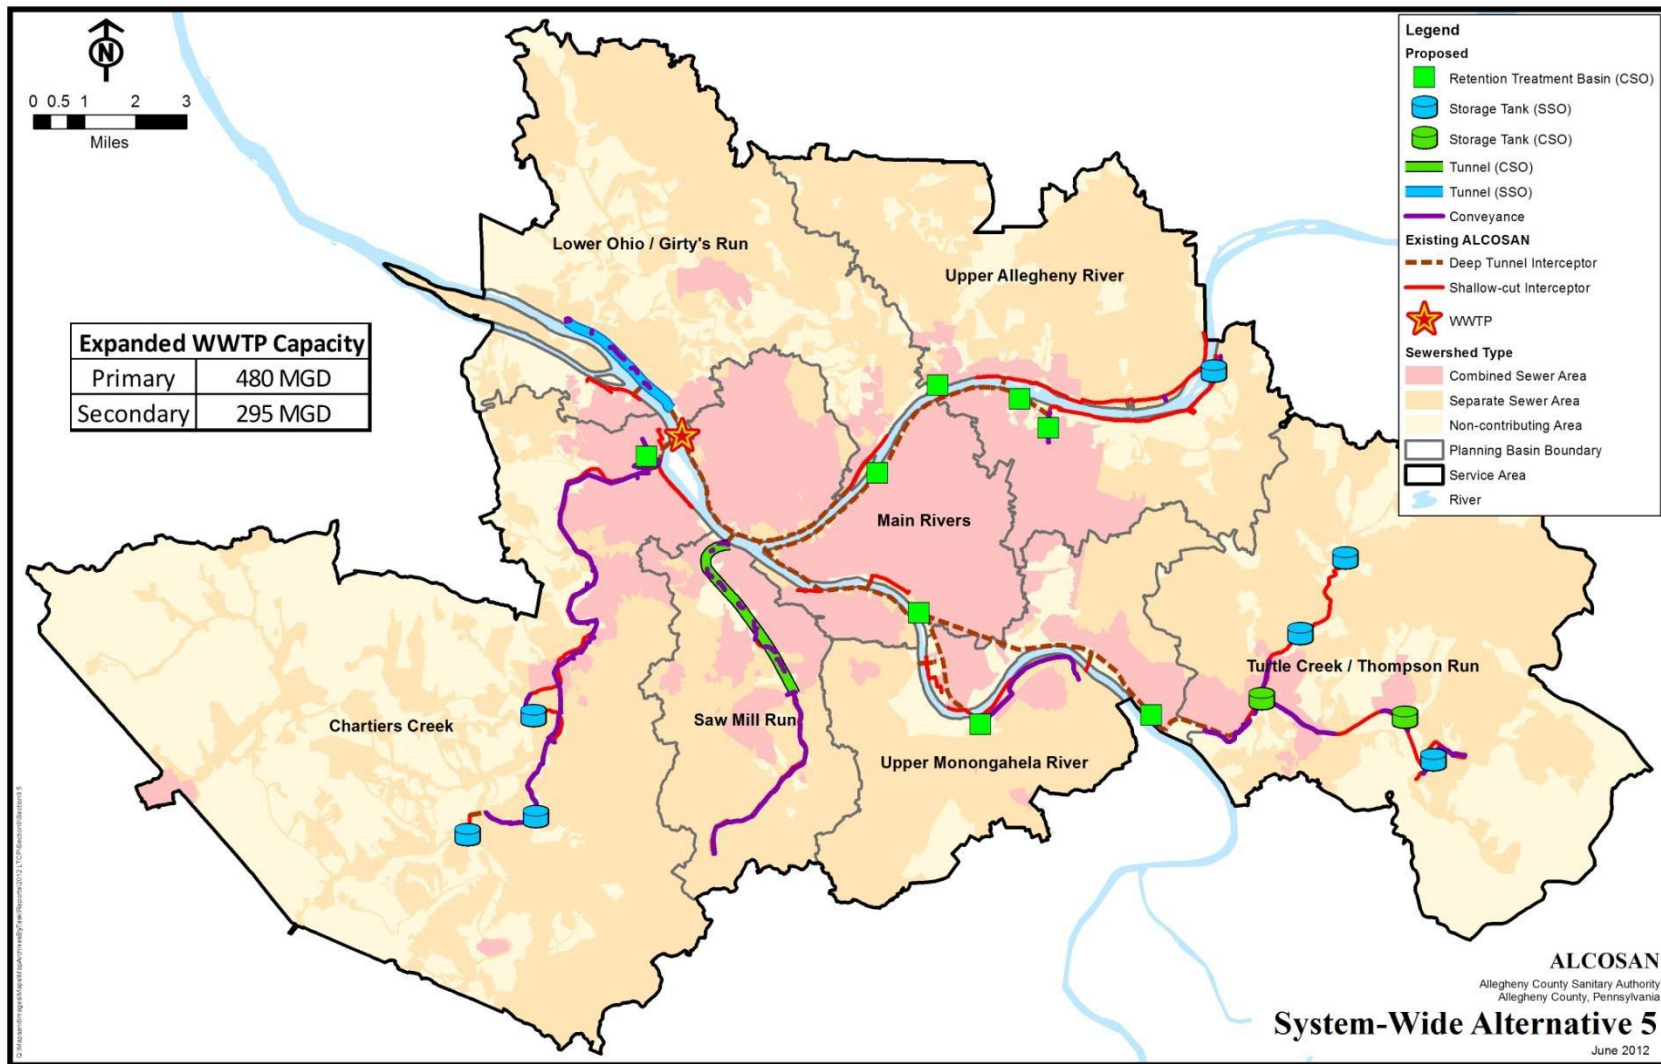 N
0 0.5 1 2 3
Miles
Expanded WWTP Capacity
Primary 480 MGD
Secondary 295 MGD
Lower Ohio / Girty's Run
Upper Allegheny River
Main Rivers
Chartiers Creek
Saw Mill Run
Upper Monongahela River
Turtle Creek / Thompson Run
Legend
Proposed
Retention Treatment Basin (CSO)
Storage Tank (SSO)
Storage Tank (CSO)
Tunnel (CSO)
Tunnel (SSO)
Conveyance
Existing ALCOSAN
Deep Tunnel Interceptor
Shallow-cut Interceptor
WWTP
Sewershed Type
Combined Sewer Area
Separate Sewer Area
Non-contributing Area
Planning Basin Boundary
Service Area
River
ALCOSAN
Allegheny County Sanitary Authority
Allegheny County, Pennsylvania
System-Wide Alternative 5
June 2012